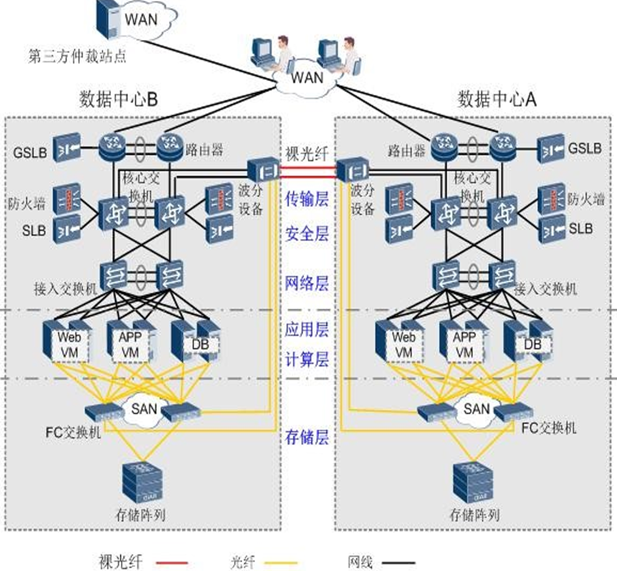 WAN
第三方仲裁站点
WAN
数据中心B
数据中心A
GSLB
路由器
裸光纤
路由器
GSLB
核心交
换机
波分
设备
波分
设备
核心交
换机
防火墙
SLB
传输层
防火墙
SLB
安全层
接入交换机
网络层
接入交换机
Web
VM
APP
VM
DB
应用层
计算层
Web
VM
APP
VM
DB
SAN
FC交换机
存储层
SAN
FC交换机
存储阵列
存储阵列
裸光纤
光纤
网线